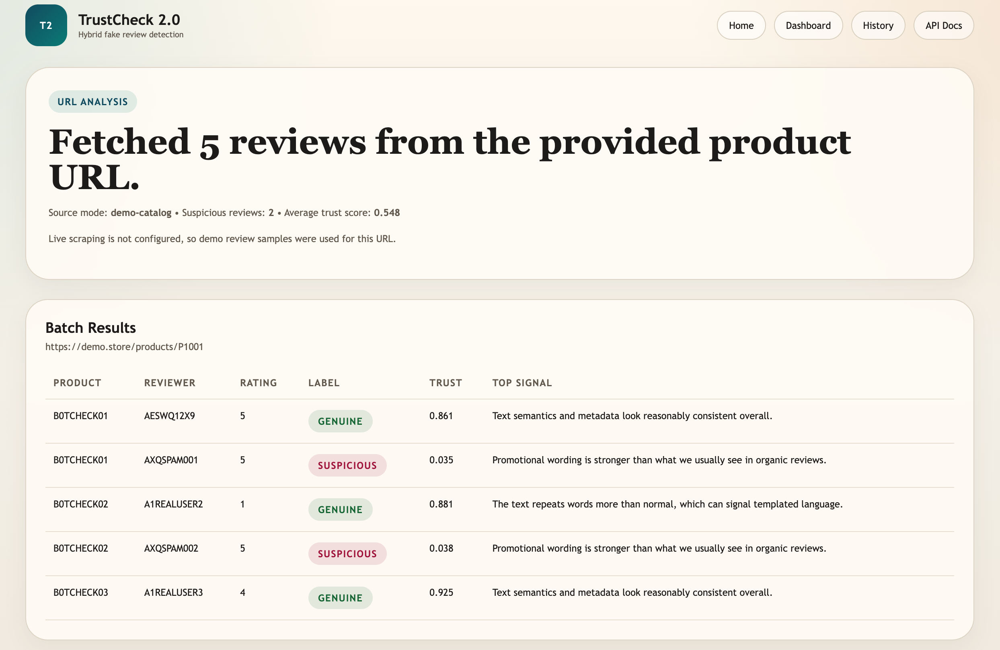 T2
TrustCheck 2.0
Hybrid fake review detection
Home Dashboard History API Docs
URL ANALYSIS
Fetched 5 reviews from the provided product
URL.
Source mode: demo-catalog • Suspicious reviews: 2 • Average trust score: 0.548
Live scraping is not configured, so demo review samples were used for this URL.
Batch Results
https://demo.store/products/P1001
PRODUCT REVIEWER RATING LABEL TRUST TOP SIGNAL
B0TCHECK01 AESWQ12X9 5 GENUINE 0.861 Text semantics and metadata look reasonably consistent overall.
B0TCHECK01 AXQSPAM001 5 SUSPICIOUS 0.035 Promotional wording is stronger than what we usually see in organic reviews.
B0TCHECK02 A1REALUSER2 1 GENUINE 0.881 The text repeats words more than normal, which can signal templated language.
B0TCHECK02 AXQSPAM002 5 SUSPICIOUS 0.038 Promotional wording is stronger than what we usually see in organic reviews.
B0TCHECK03 A1REALUSER3 4 GENUINE 0.925 Text semantics and metadata look reasonably consistent overall.